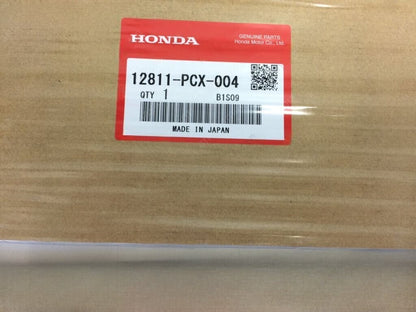 HONDA
GENUINE PARTS
Honda Motor Co., Ltd.
12811-PCX-004
QTY 1 B1S09
MADE IN JAPAN